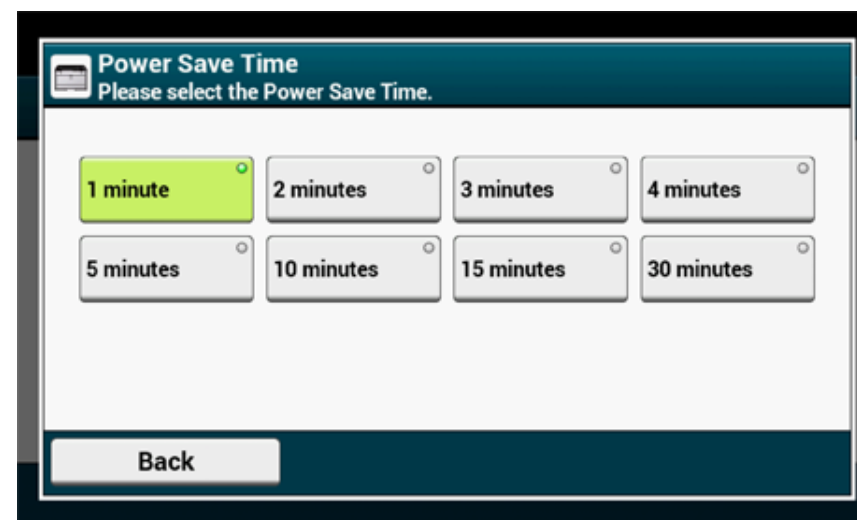 Power Save Time
Please select the Power Save Time.
1 minute
2 minutes
3 minutes
4 minutes
5 minutes
10 minutes
15 minutes
30 minutes
Back